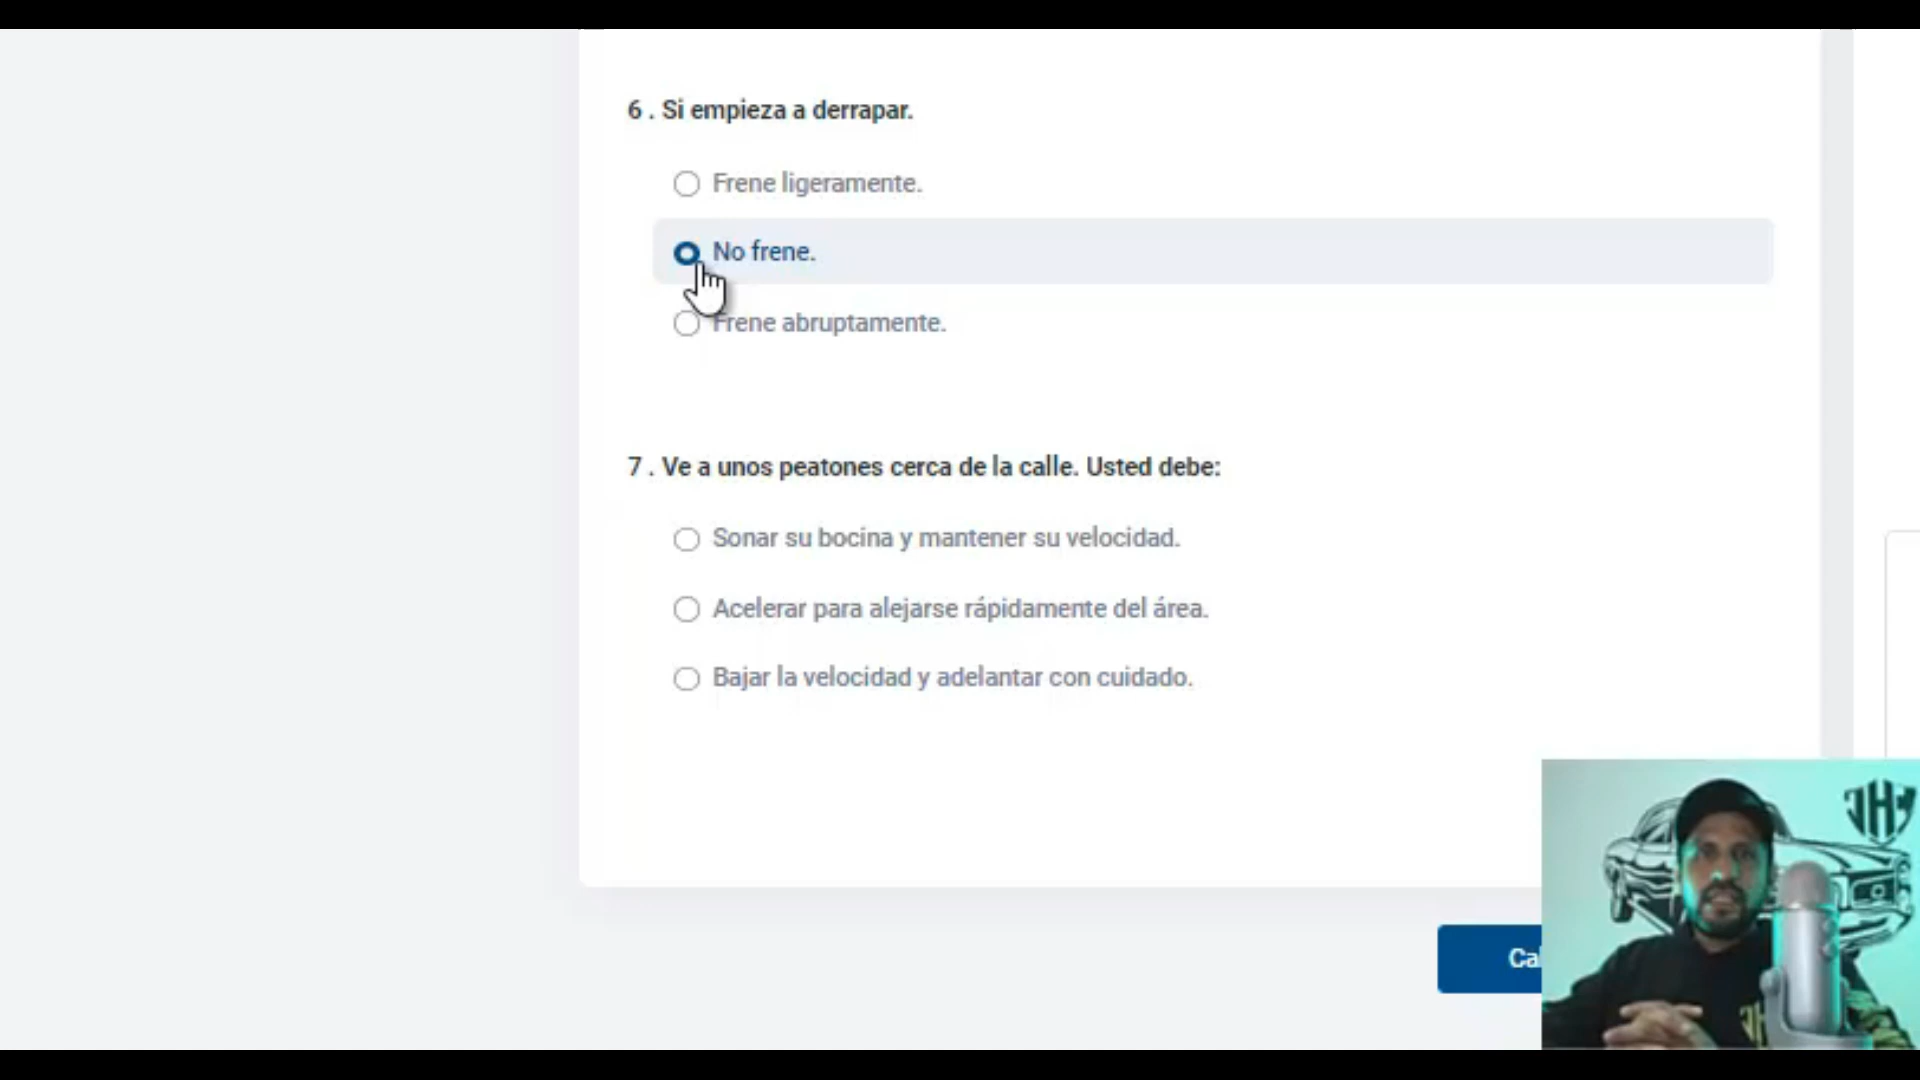 6 . Si empieza a derrapar.
Frene ligeramente.
No frene.
Frene abruptamente.
7 . Ve a unos peatones cerca de la calle. Usted debe:
Sonar su bocina y mantener su velocidad.
Acelerar para alejarse rápidamente del área.
Bajar la velocidad y adelantar con cuidado.